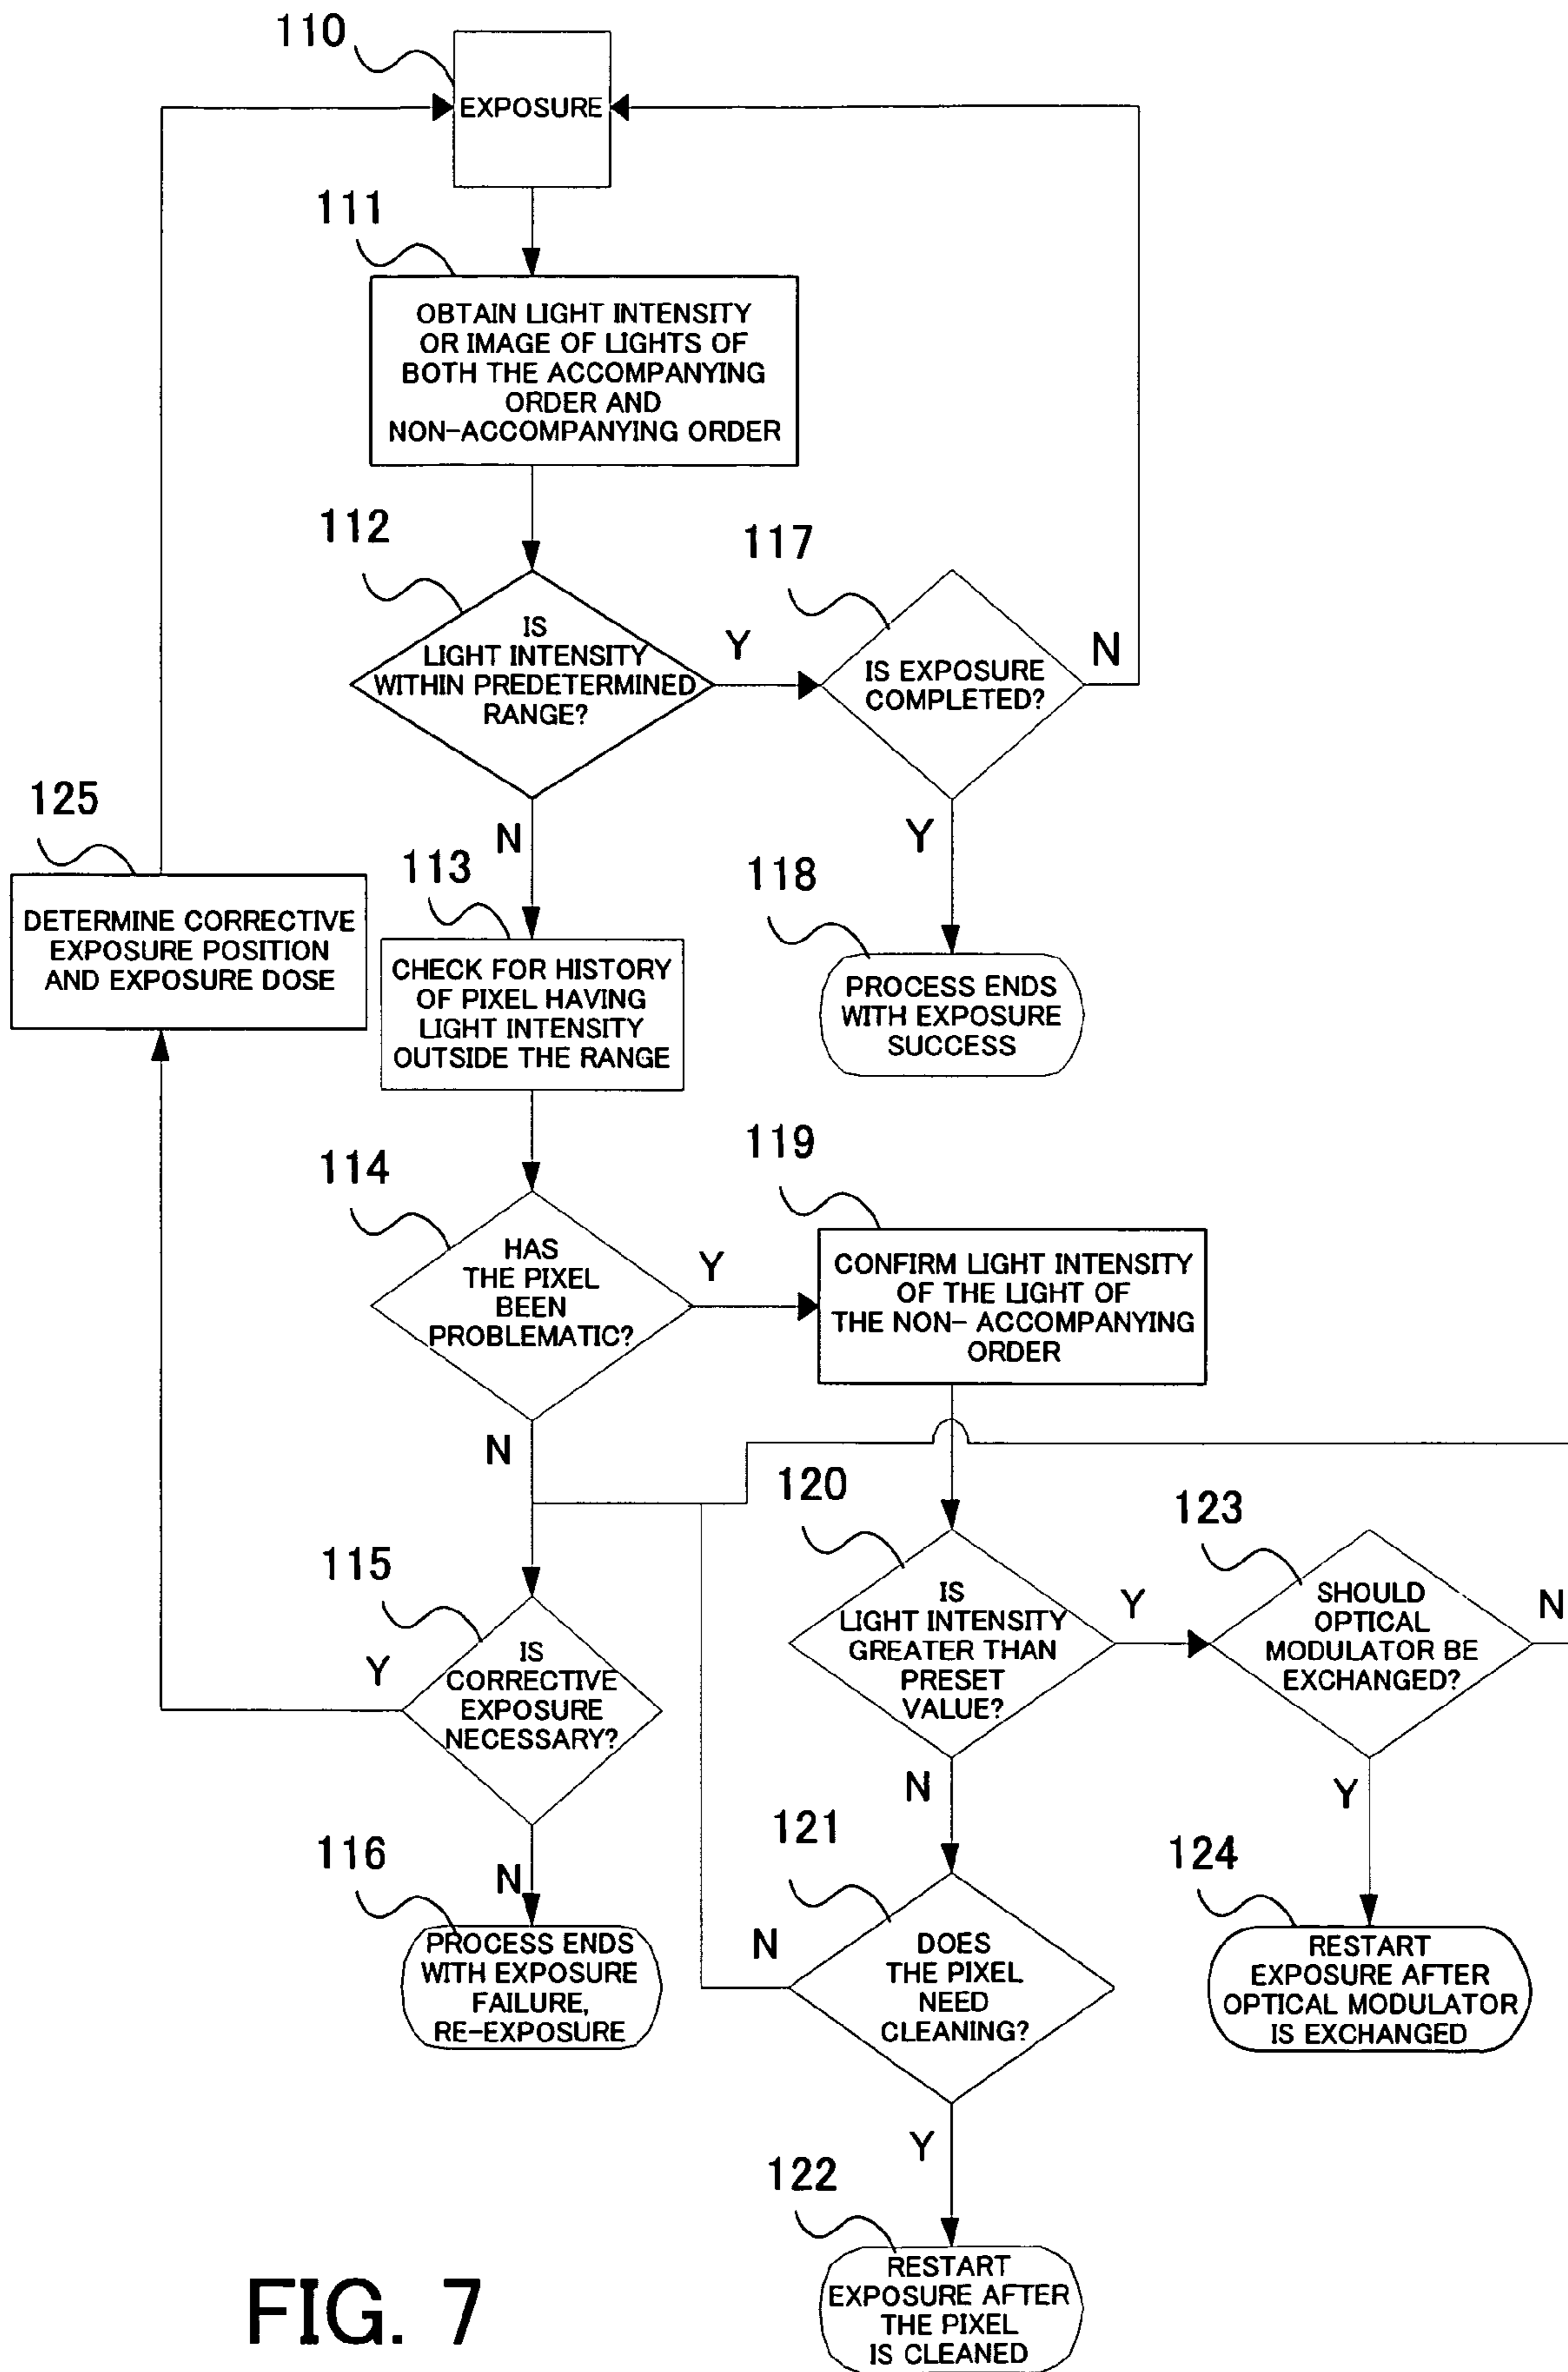 110
EXPOSURE
111
OBTAIN LIGHT INTENSITY
OR IMAGE OF LIGHTS OF
BOTH THE ACCOMPANYING
ORDER AND
NON-ACCOMPANYING ORDER
112
IS
LIGHT INTENSITY
WITHIN PREDETERMINED
RANGE?
Y
N
117
IS EXPOSURE
COMPLETED?
N
Y
118
PROCESS ENDS
WITH EXPOSURE
SUCCESS
125
DETERMINE CORRECTIVE
EXPOSURE POSITION
AND EXPOSURE DOSE
113
CHECK FOR HISTORY
OF PIXEL HAVING
LIGHT INTENSITY
OUTSIDE THE RANGE
114
HAS
THE PIXEL
BEEN
PROBLEMATIC?
Y
N
119
CONFIRM LIGHT INTENSITY
OF THE LIGHT OF
THE NON- ACCOMPANYING
ORDER
120
IS
LIGHT INTENSITY
GREATER THAN
PRESET
VALUE?
Y
N
123
SHOULD
OPTICAL
MODULATOR BE
EXCHANGED?
N
Y
115
IS
CORRECTIVE
EXPOSURE
NECESSARY?
Y
N
116
PROCESS ENDS
WITH EXPOSURE
FAILURE,
RE-EXPOSURE
121
DOES
THE PIXEL
NEED
CLEANING?
N
Y
124
RESTART
EXPOSURE AFTER
OPTICAL MODULATOR
IS EXCHANGED
122
RESTART
EXPOSURE AFTER
THE PIXEL
IS CLEANED
FIG. 7